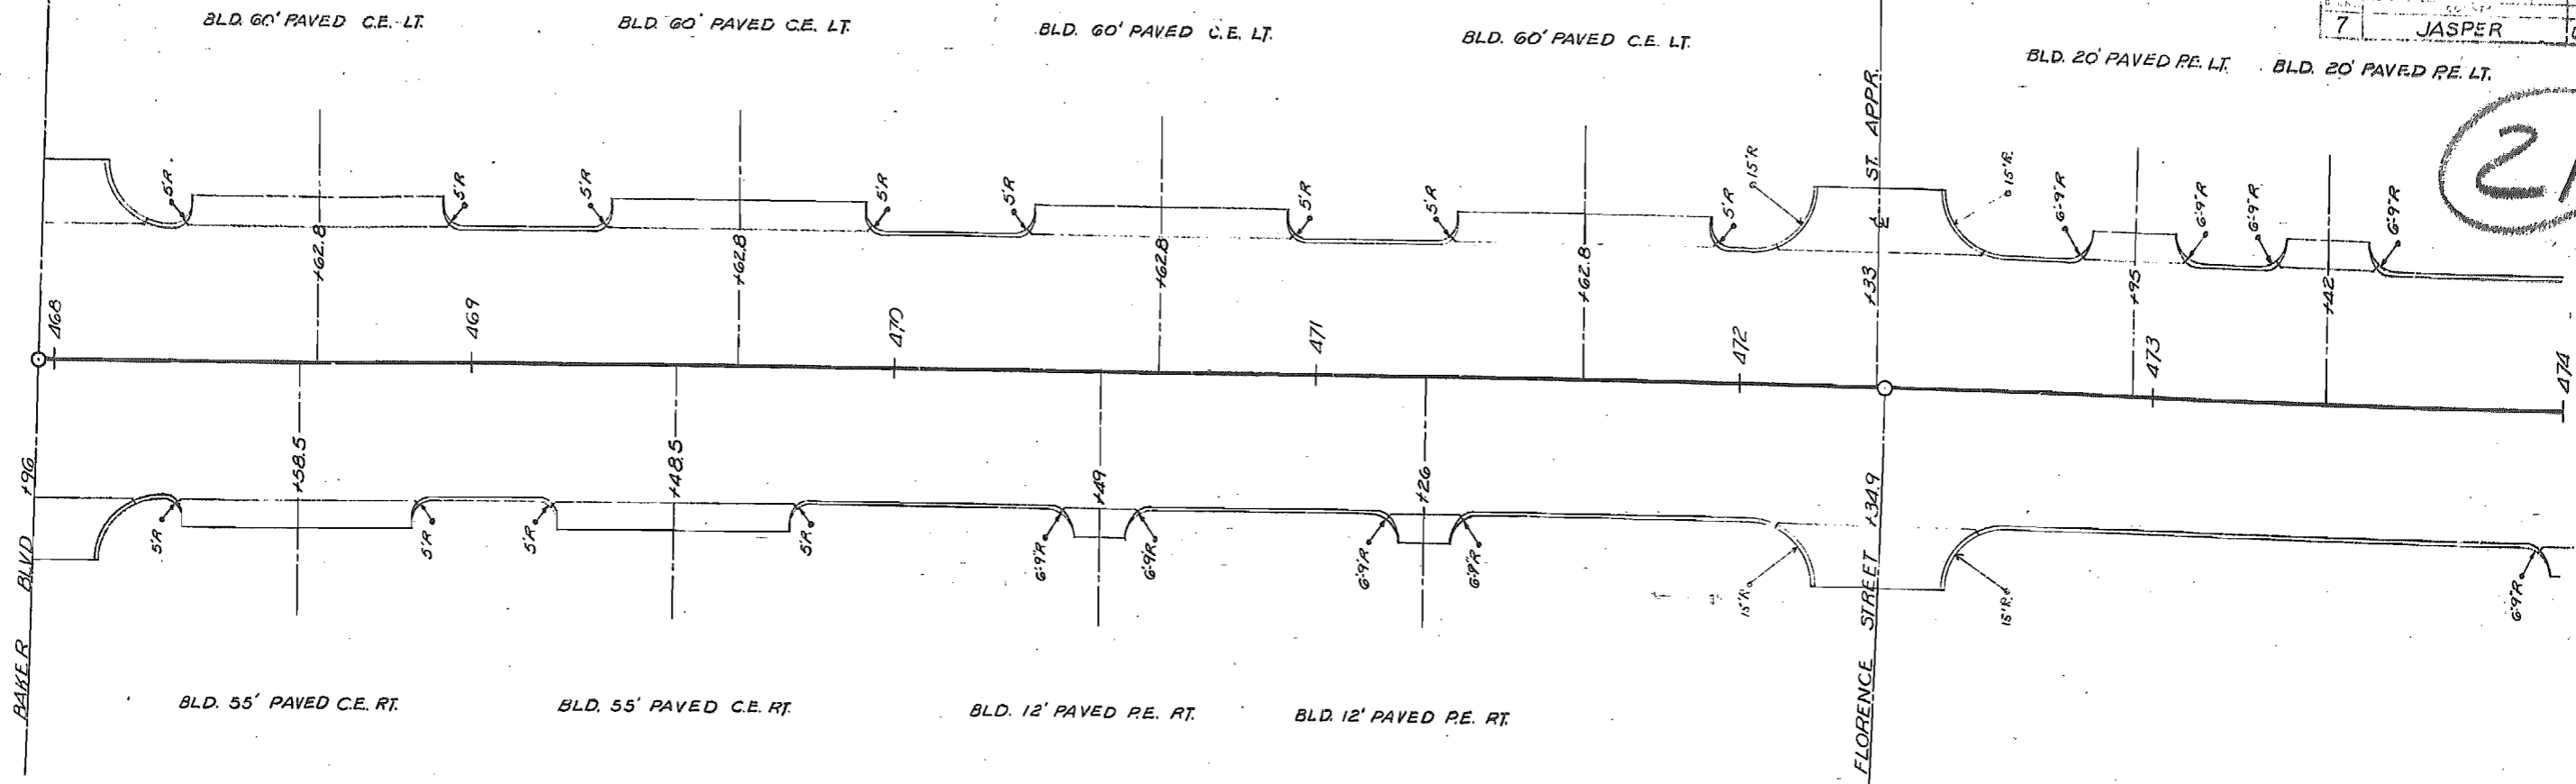 BLD. 60' PAVED C.E. LT.
BLD. 60' PAVED C.E. LT.
BLD. 60' PAVED C.E. LT.
BLD. 60' PAVED C.E. LT.
BLD. 20' PAVED P.E. LT.
BLD. 20' PAVED P.E. LT.
7 JASPER
ST. APPR.
5'R
5'R
5'R
5'R
5'R
5'R
5'R
5'R
15'R
15'R
6'-9"R
6'-9"R
6'-9"R
6'-9"R
+62.8
+62.8
+62.8
+62.8
+33
℄
+95
+42
468
469
470
471
472
473
474
BAKER BLVD +96
+58.5
+48.5
+49
+26
FLORENCE STREET +34.9
5'R
5'R
5'R
5'R
6'-9"R
6'-9"R
6'-9"R
6'-9"R
15'R.
15'R.
6'-9"R
BLD. 55' PAVED C.E. RT.
BLD. 55' PAVED C.E. RT.
BLD. 12' PAVED P.E. RT.
BLD. 12' PAVED P.E. RT.